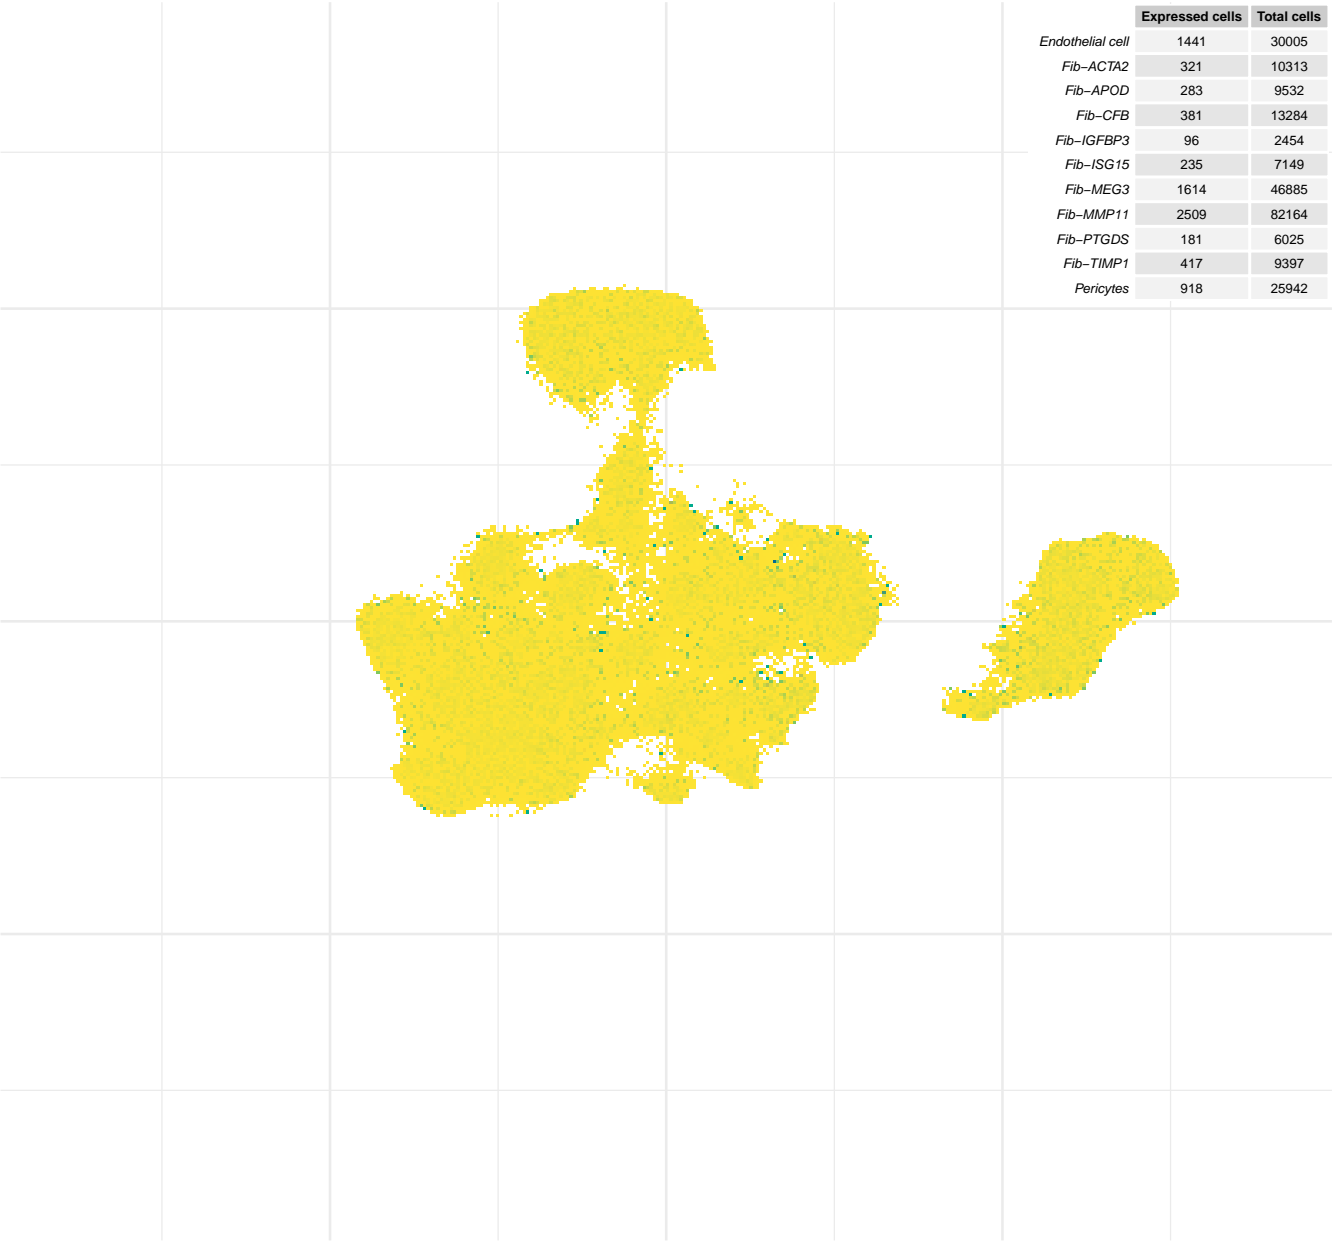 Expressed cells Total cells
Endothelial cell 1441 30005
Fib−ACTA2 321 10313
Fib−APOD 283 9532
Fib−CFB 381 13284
Fib−IGFBP3 96 2454
Fib−ISG15 235 7149
Fib−MEG3 1614 46885
Fib−MMP11 2509 82164
Fib−PTGDS 181 6025
Fib−TIMP1 417 9397
Pericytes 918 25942